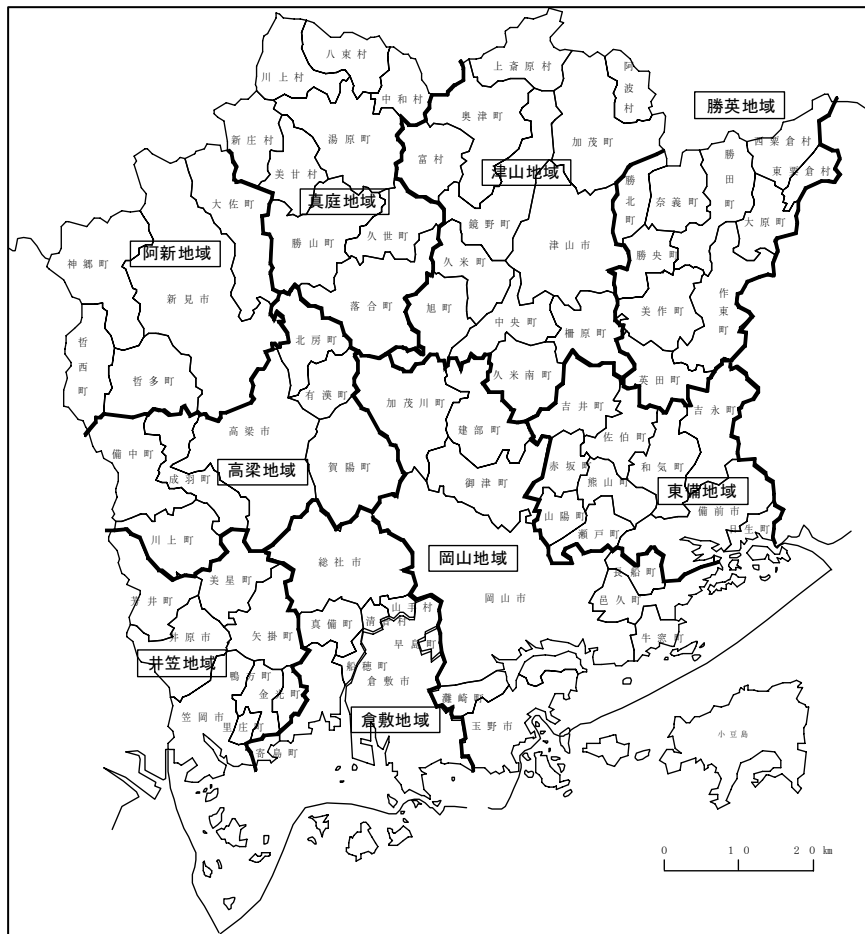 八束村
川上村
中和村
上斎原村
阿波村
勝英地域
奥津町
新庄村
湯原町
加茂町
西粟倉村
富村
勝田町
東粟倉村
美甘村
津山地域
大佐町
真庭地域
勝北町
奈義町
大原町
鏡野町
津山市
久世町
勝山町
阿新地域
勝央町
神郷町
久米町
作東町
新見市
落合町
旭町
美作町
中央町
柵原町
哲西町
北房町
哲多町
久米南町
英田町
有漢町
加茂川町
吉井町
吉永町
高梁市
建部町
佐伯町
備中町
賀陽町
赤坂町
和気町
高梁地域
成羽町
御津町
熊山町
東備地域
山陽町
備前市
日生町
瀬戸町
川上町
総社市
岡山地域
長船町
美星町
岡山市
芳井町
山手村
邑久町
清音村
真備町
井原市
矢掛町
早島町
牛窓町
井笠地域
船穂町
鴨方町
倉敷市
金光町
灘崎町
笠岡市
里庄町
倉敷地域
玉野市
寄島町
小豆島
0 10 20㎞